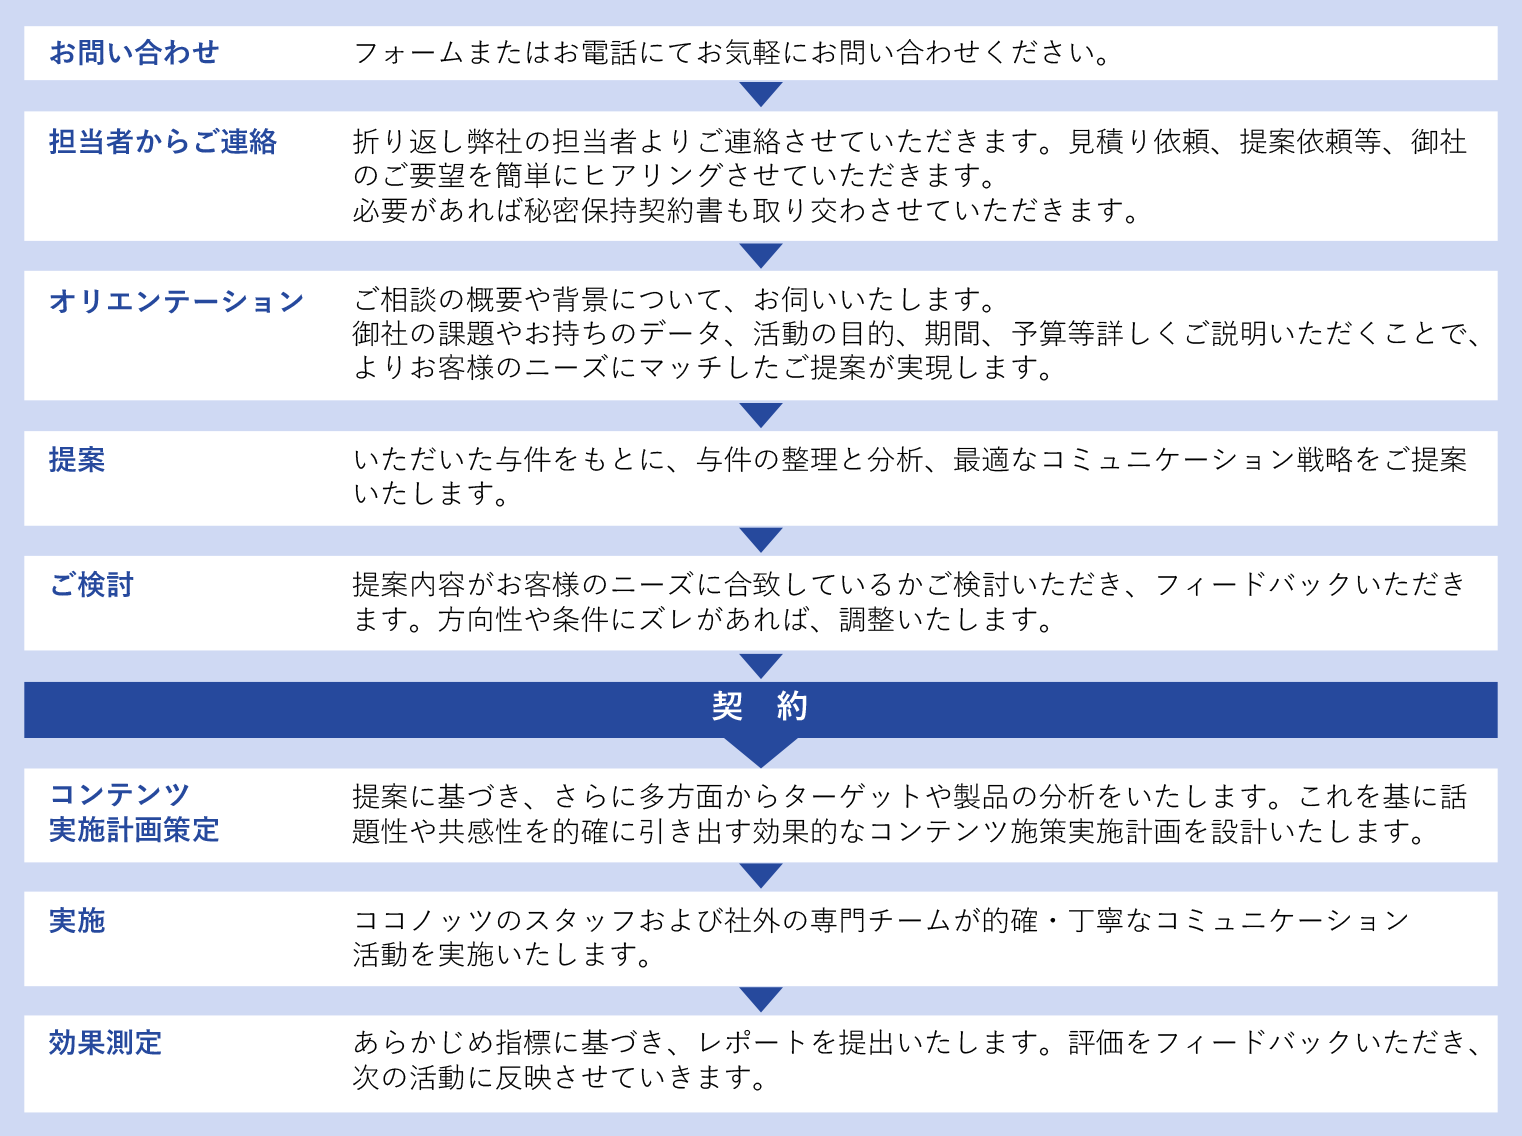 お問い合わせ
フォームまたはお電話にてお気軽にお問い合わせください。
担当者からご連絡
折り返し弊社の担当者よりご連絡させていただきます。見積り依頼、提案依頼等、御社
のご要望を簡単にヒアリングさせていただきます。
必要があれば秘密保持契約書も取り交わさせていただきます。
オリエンテーション
ご相談の概要や背景について、お伺いいたします。
御社の課題やお持ちのデータ、活動の目的、期間、予算等詳しくご説明いただくことで、
よりお客様のニーズにマッチしたご提案が実現します。
提案
いただいた与件をもとに、与件の整理と分析、最適なコミュニケーション戦略をご提案
いたします。
ご検討
提案内容がお客様のニーズに合致しているかご検討いただき、フィードバックいただき
ます。方向性や条件にズレがあれば、調整いたします。
契　約
コンテンツ
実施計画策定
提案に基づき、さらに多方面からターゲットや製品の分析をいたします。これを基に話
題性や共感性を的確に引き出す効果的なコンテンツ施策実施計画を設計いたします。
実施
ココノッツのスタッフおよび社外の専門チームが的確・丁寧なコミュニケーション
活動を実施いたします。
効果測定
あらかじめ指標に基づき、レポートを提出いたします。評価をフィードバックいただき、
次の活動に反映させていきます。